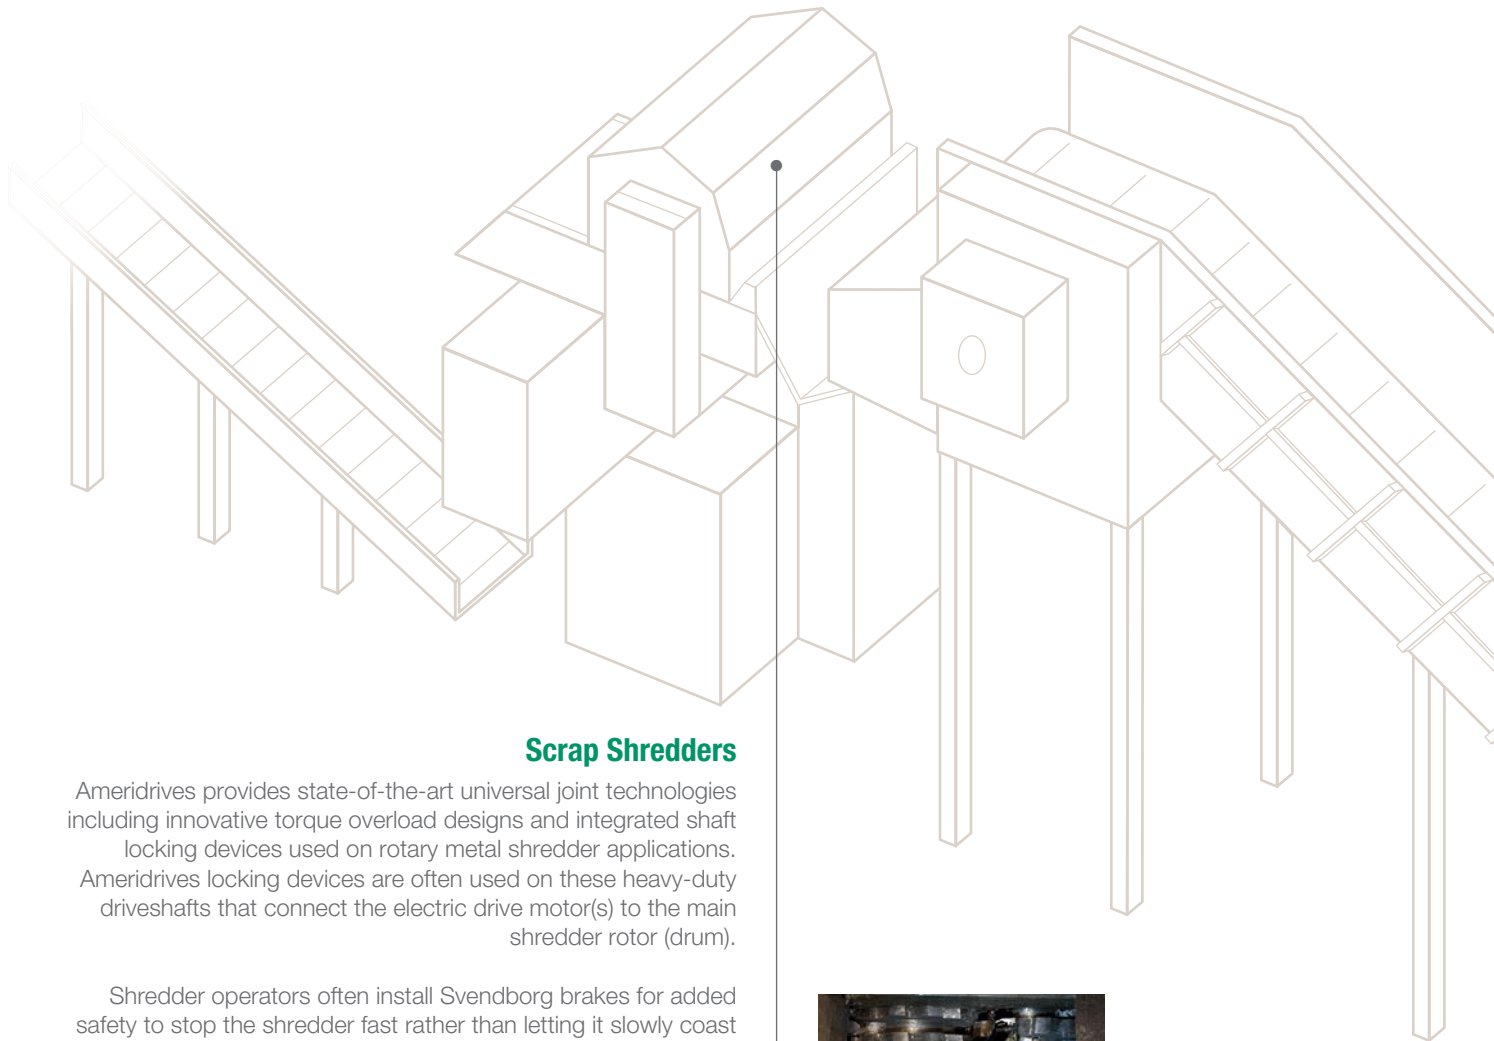 Scrap Shredders
Ameridrives provides state-of-the-art universal joint technologies
including innovative torque overload designs and integrated shaft
locking devices used on rotary metal shredder applications.
Ameridrives locking devices are often used on these heavy-duty
driveshafts that connect the electric drive motor(s) to the main
shredder rotor (drum).
Shredder operators often install Svendborg brakes for added
safety to stop the shredder fast rather than letting it slowly coast